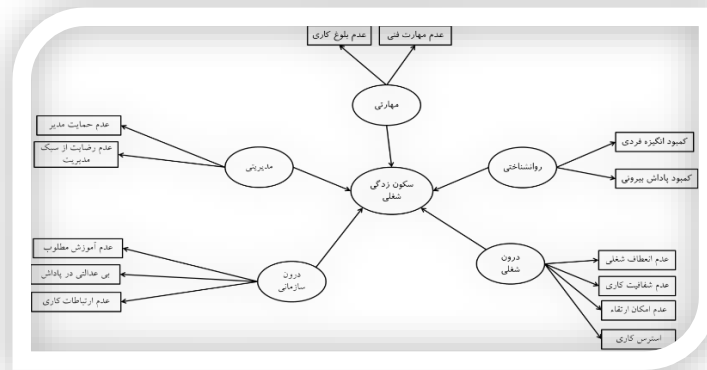 عدم مهارت فنی
عدم بلوغ کاری
مهارتی
عدم حمایت مدیر
عدم رضایت از سبک
مدیریت
مدیریتی
کمبود انگیزه فردی
کمبود پاداش بیرونی
روانشناختی
سکون زدگی
شغلی
عدم آموزش مطلوب
بی عدالتی در پاداش
عدم ارتباطات کاری
درون
سازمانی
درون
شغلی
عدم انعطاف شغلی
عدم شفافیت کاری
عدم امکان ارتقاء
استرس کاری